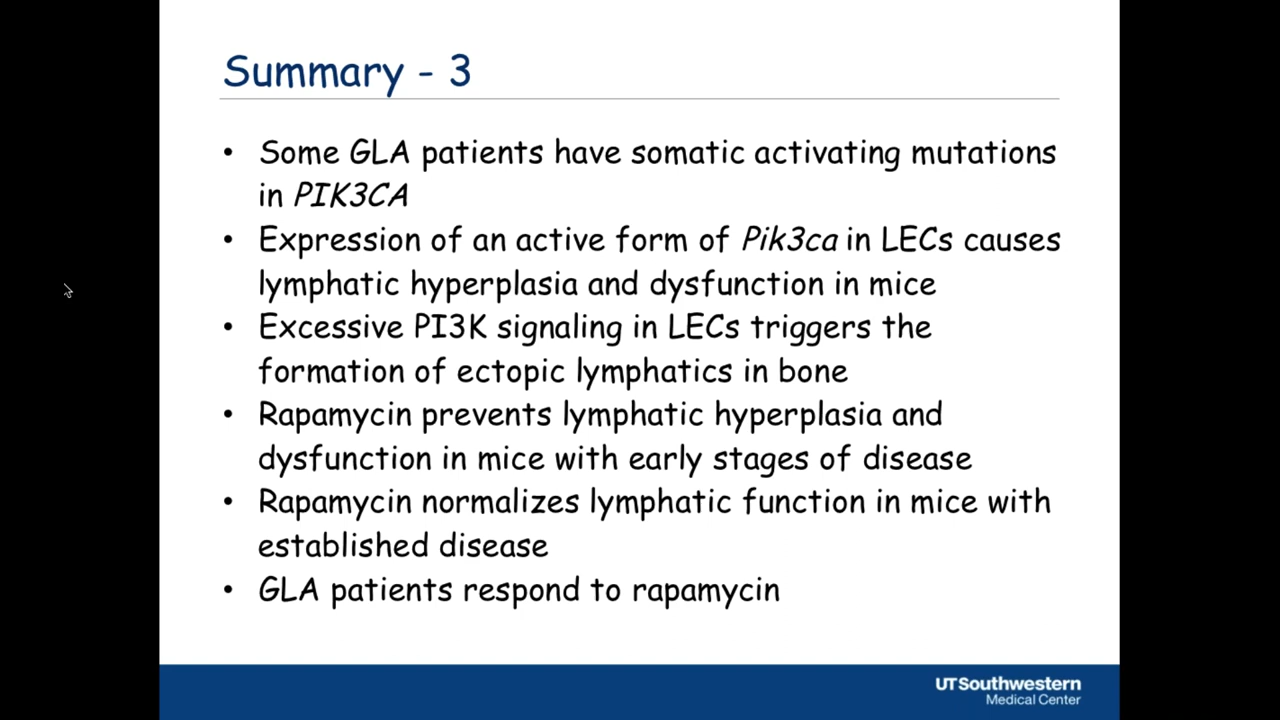 Summary - 3
• Some GLA patients have somatic activating mutations
in PIK3CA
• Expression of an active form of Pik3ca in LECs causes
lymphatic hyperplasia and dysfunction in mice
• Excessive PI3K signaling in LECs triggers the
formation of ectopic lymphatics in bone
• Rapamycin prevents lymphatic hyperplasia and
dysfunction in mice with early stages of disease
• Rapamycin normalizes lymphatic function in mice with
established disease
• GLA patients respond to rapamycin
UTSouthwestern
Medical Center